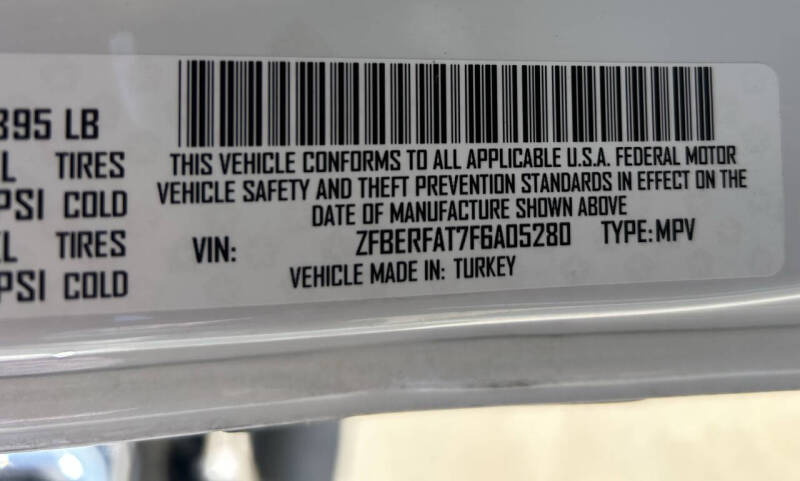 395 LB
L TIRES
PSI COLD
EL TIRES
PSI COLD
THIS VEHICLE CONFORMS TO ALL APPLICABLE U.S.A. FEDERAL MOTOR
VEHICLE SAFETY AND THEFT PREVENTION STANDARDS IN EFFECT ON THE
DATE OF MANUFACTURE SHOWN ABOVE
VIN: ZFBERFAT7F6A05280 TYPE: MPV
VEHICLE MADE IN: TURKEY